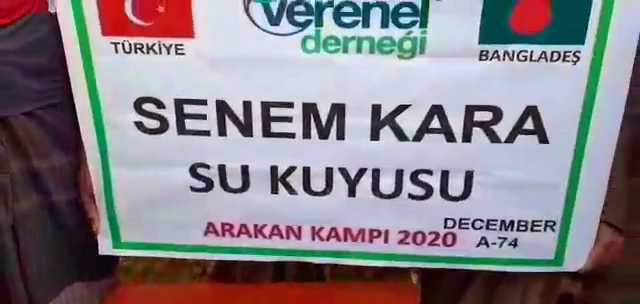 TÜRKİYE
verenel
derneği
BANGLADEŞ
SENEM KARA
SU KUYUSU
ARAKAN KAMPI 2020
DECEMBER
A-74